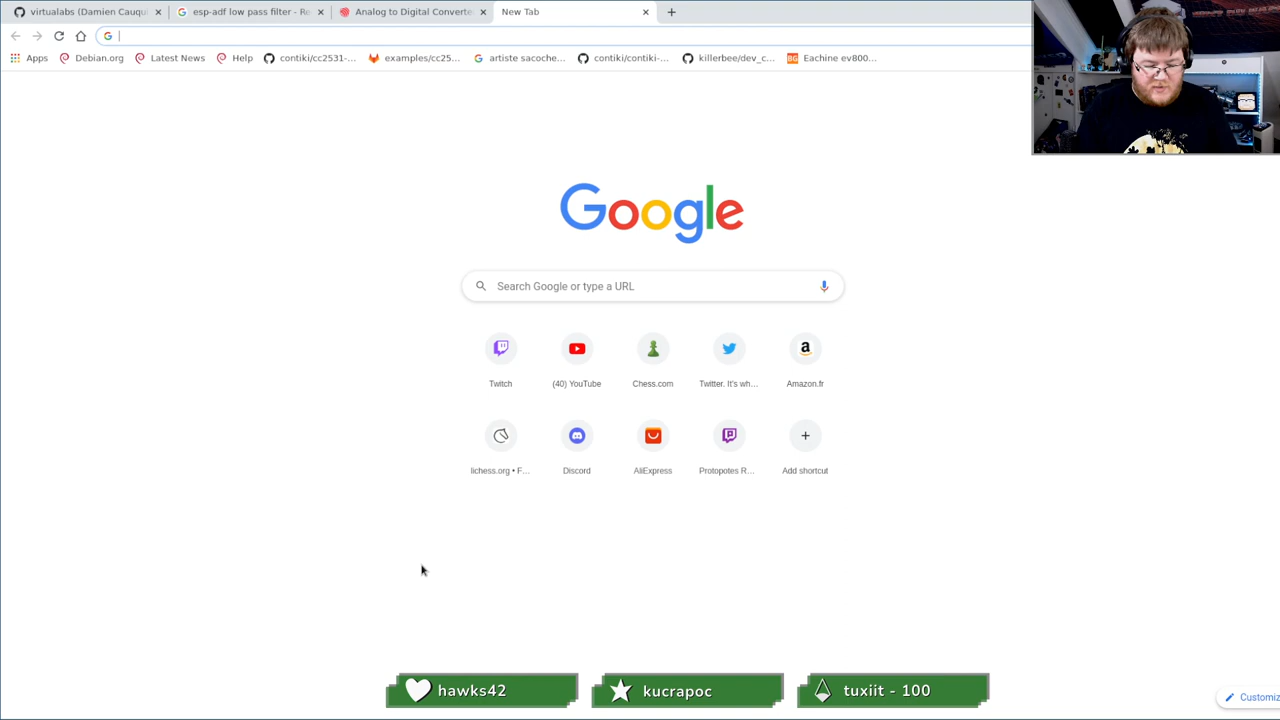 virtualabs (Damien Cauqui
esp-adf low pass filter - Re
Analog to Digital Converte
New Tab
Apps
Debian.org
Latest News
Help
contiki/cc2531-...
examples/cc25...
artiste sacoche...
contiki/contiki-...
killerbee/dev_c...
BG
Eachine ev800...
Google
Search Google or type a URL
Twitch
(40) YouTube
Chess.com
Twitter. It's wh...
Amazon.fr
lichess.org • F...
Discord
AliExpress
Protopotes R...
Add shortcut
hawks42
kucrapoc
tuxiit - 100
Customiz